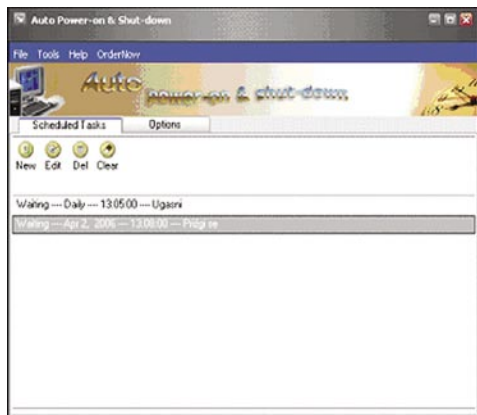 Auto Power-on & Shut-down
File Tools Help OrderNow
Auto power-on & shut-down
Scheduled Tasks Options
New Edit Del Clear
Waiting --- Daily --- 13:05:00 --- Ugasni
Waiting --- Apr 2, 2006 --- 13:08:00 ---